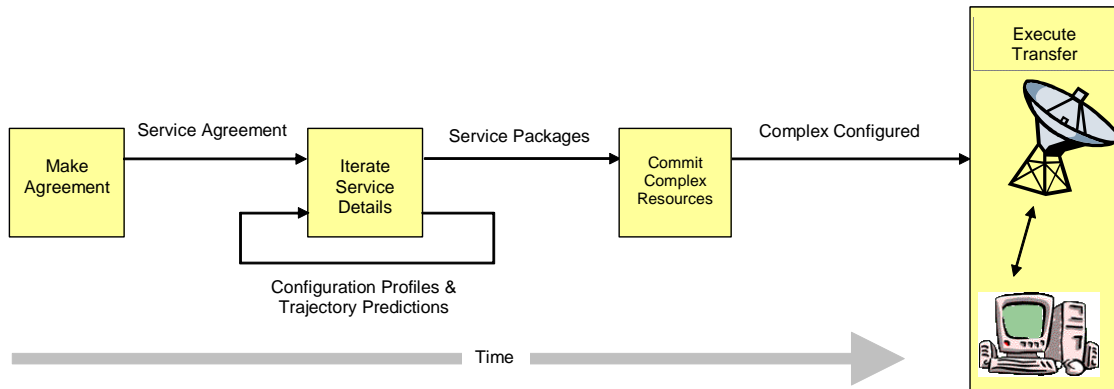 Execute
Transfer
Service Agreement
Service Packages
Complex Configured
Make
Agreement
Iterate
Service
Details
Commit
Complex
Resources
Configuration Profiles &
Trajectory Predictions
Time